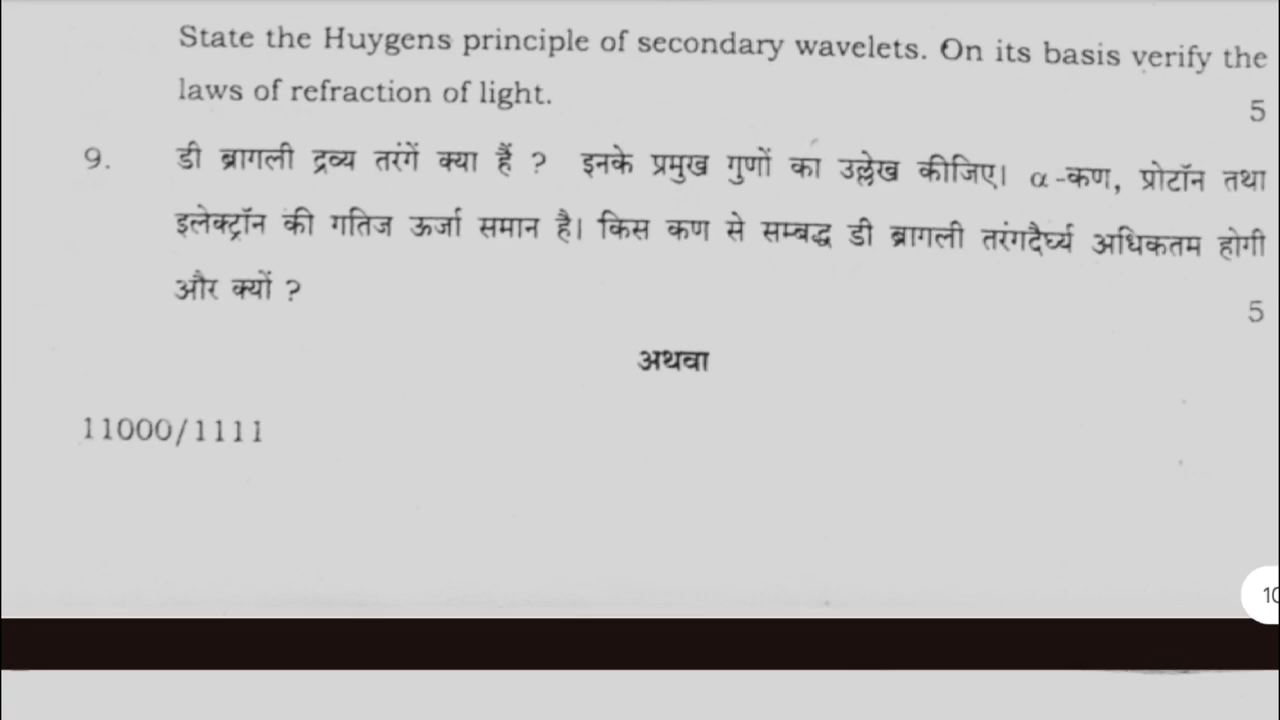 State the Huygens principle of secondary wavelets. On its basis verify the
laws of refraction of light.
5
9. डी ब्रागली द्रव्य तरंगें क्या हैं ? इनके प्रमुख गुणों का उल्लेख कीजिए। α-कण, प्रोटॉन तथा
इलेक्ट्रॉन की गतिज ऊर्जा समान है। किस कण से सम्बद्ध डी ब्रागली तरंगदैर्घ्य अधिकतम होगी
और क्यों ?
5
अथवा
11000/1111
10